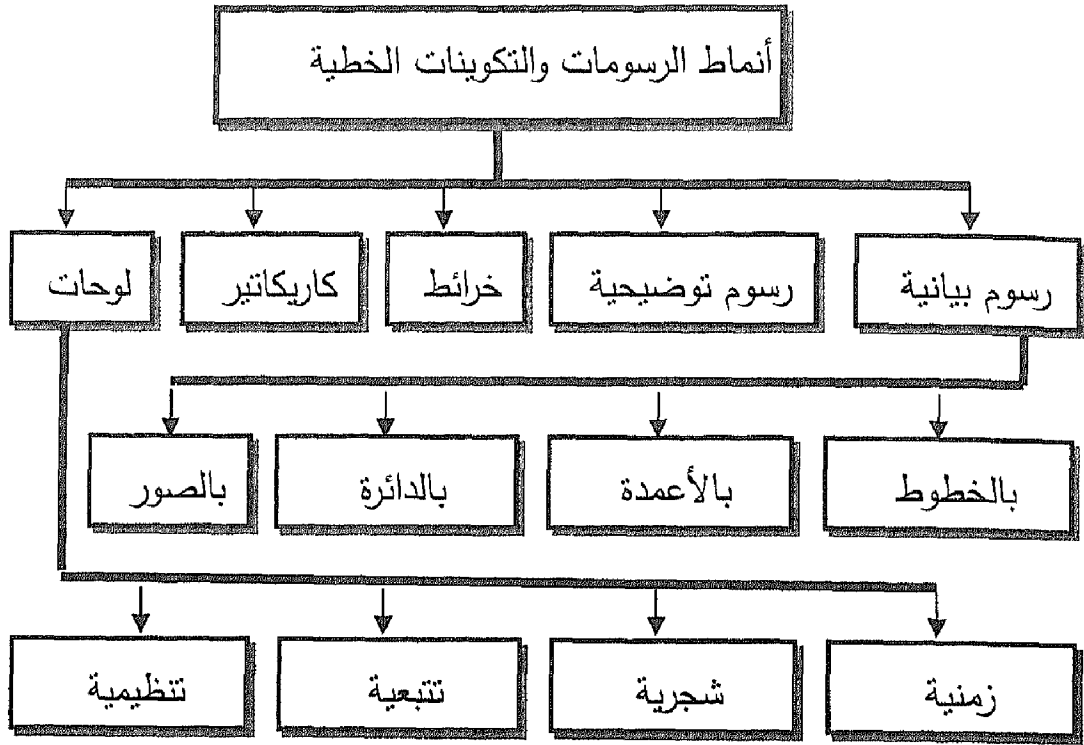 أنماط الرسومات والتكوينات الخطية
رسوم بيانية
رسوم توضيحية
خرائط
كاريكاتير
لوحات
بالخطوط
بالأعمدة
بالدائرة
بالصور
زمنية
شجرية
تتبعية
تنظيمية